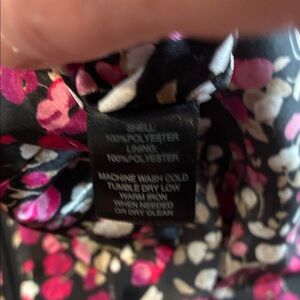 SHELL:
100%POLYESTER
LINING:
100%POLYESTER
MACHINE WASH COLD
TUMBLE DRY LOW
WARM IRON
WHEN NEEDED
OR DRY CLEAN